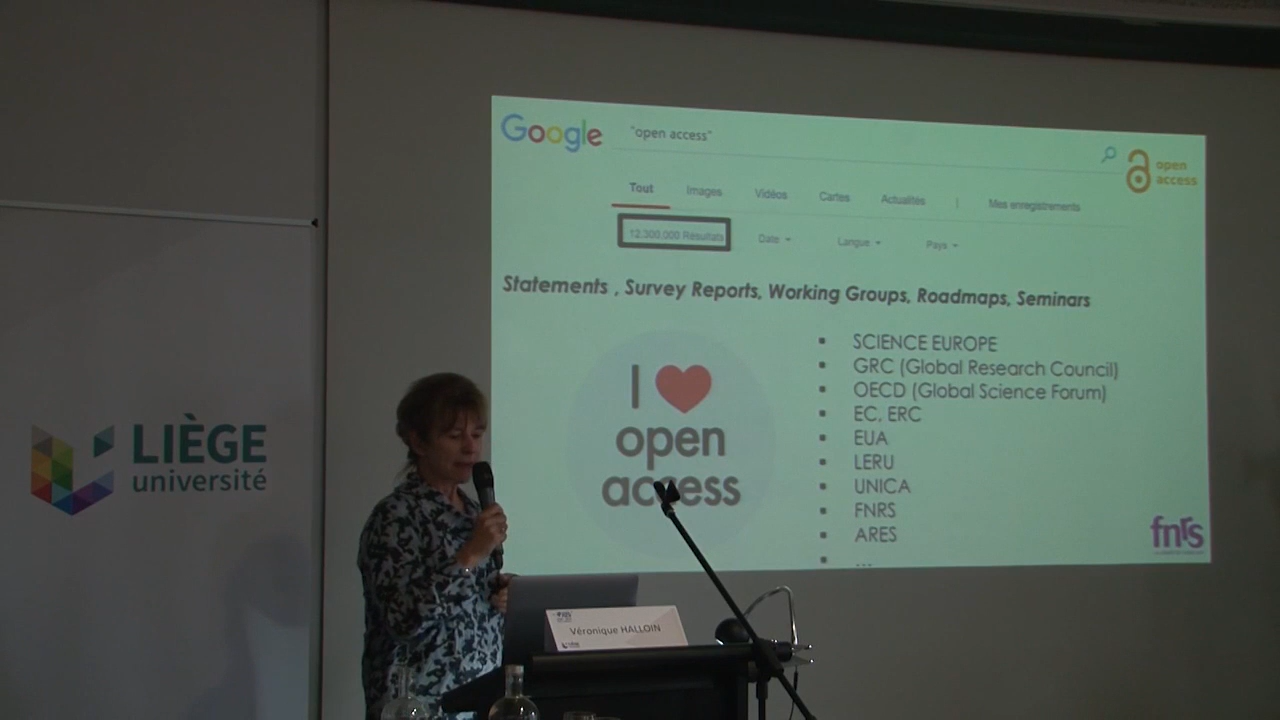 Google
"open access"
open
access
Tout Images Vidéos Cartes Actualités | Mes enregistrements
12.300.000 Résultats Date Langue Pays
Statements , Survey Reports, Working Groups, Roadmaps, Seminars
I
open
access
SCIENCE EUROPE
GRC (Global Research Council)
OECD (Global Science Forum)
EC, ERC
EUA
LERU
UNICA
FNRS
ARES
...
fnrs
LIÈGE
université
Véronique HALLOIN